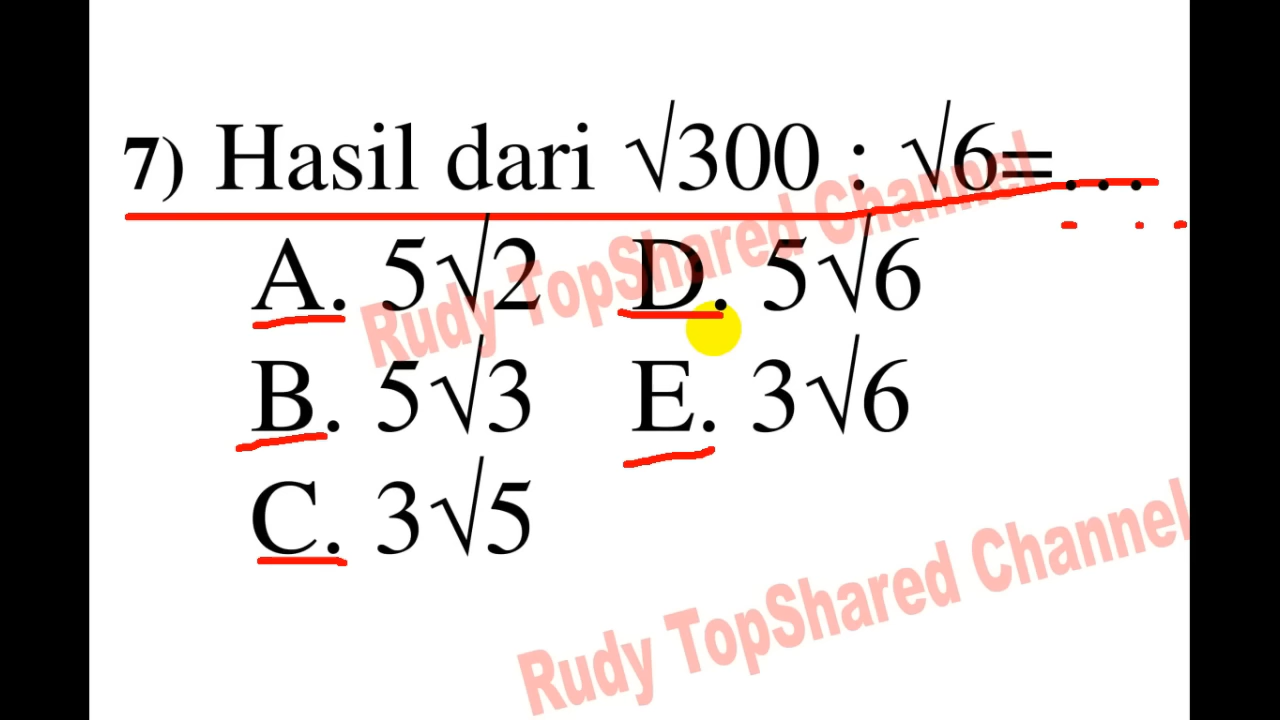 7) Hasil dari √300 : √6=...
A. 5√2 D. 5√6
B. 5√3 E. 3√6
C. 3√5
Rudy TopShared Channel
Rudy TopShared Channel